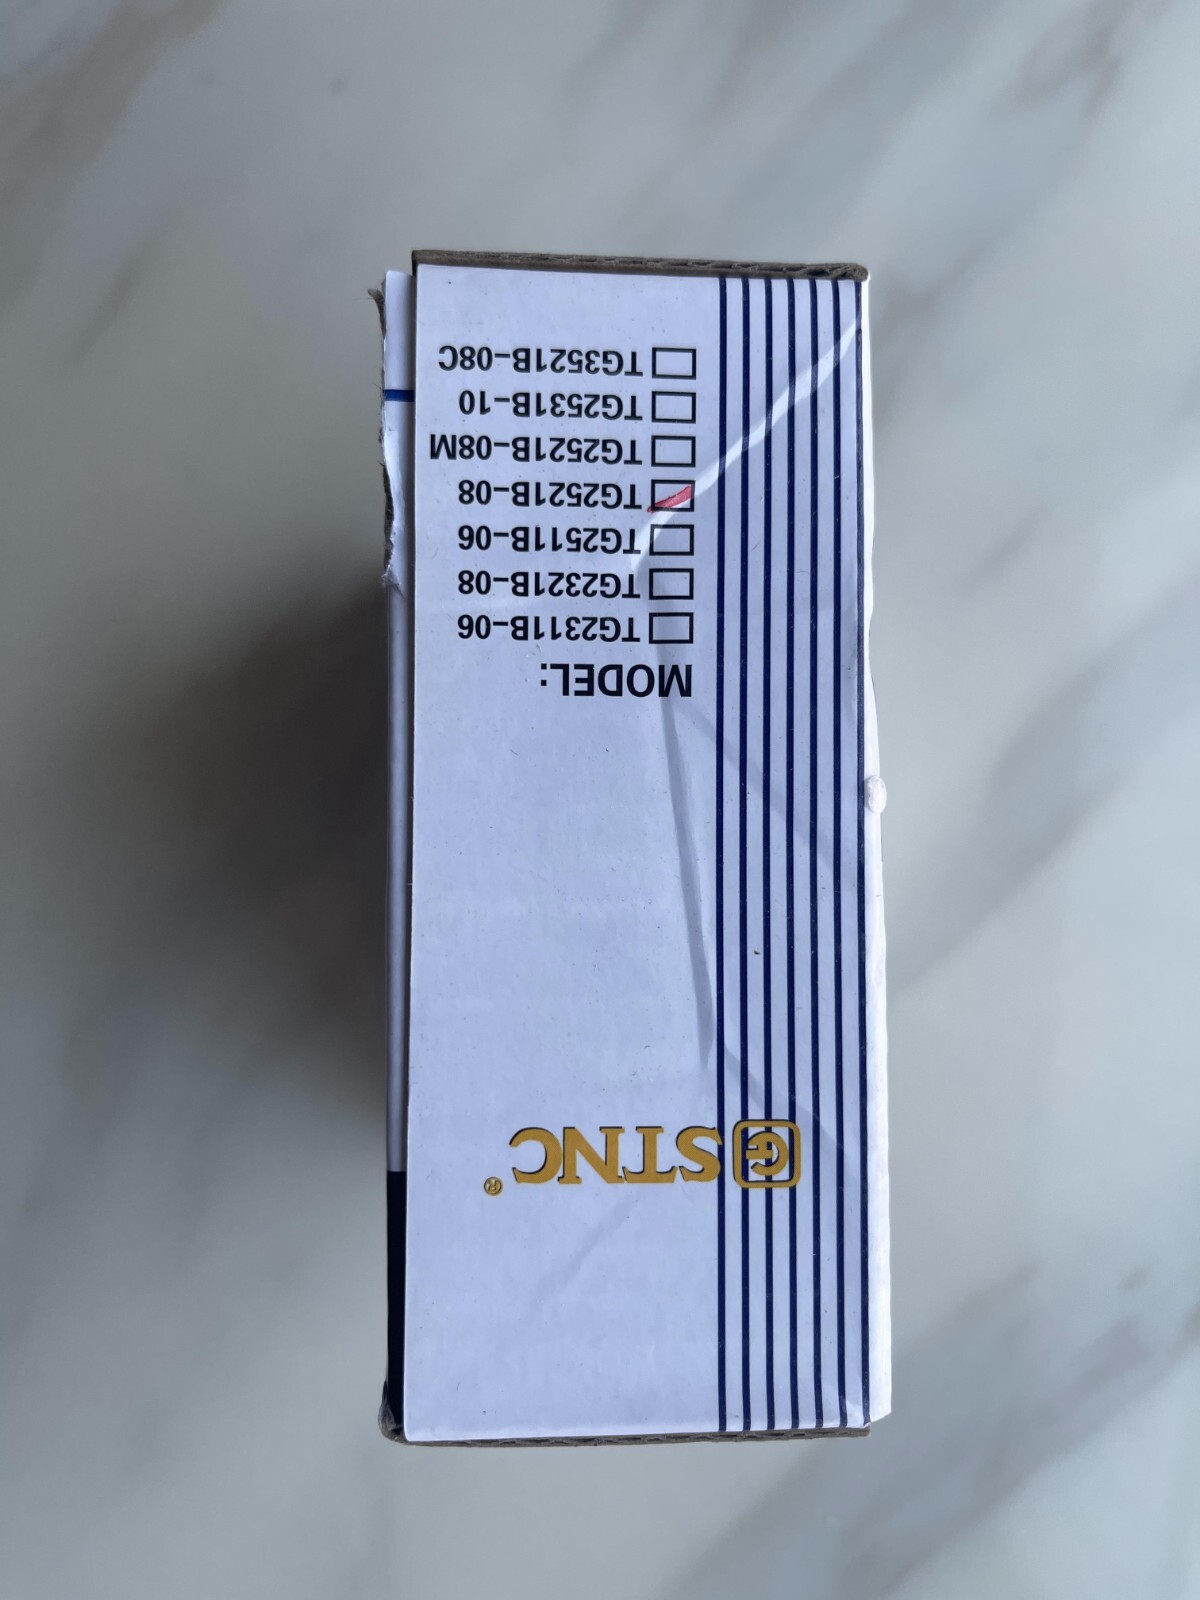 STNC®
MODEL:
TG2311B-06
TG2321B-08
TG2511B-06
TG2521B-08
TG2521B-08M
TG2531B-10
TG3521B-08C